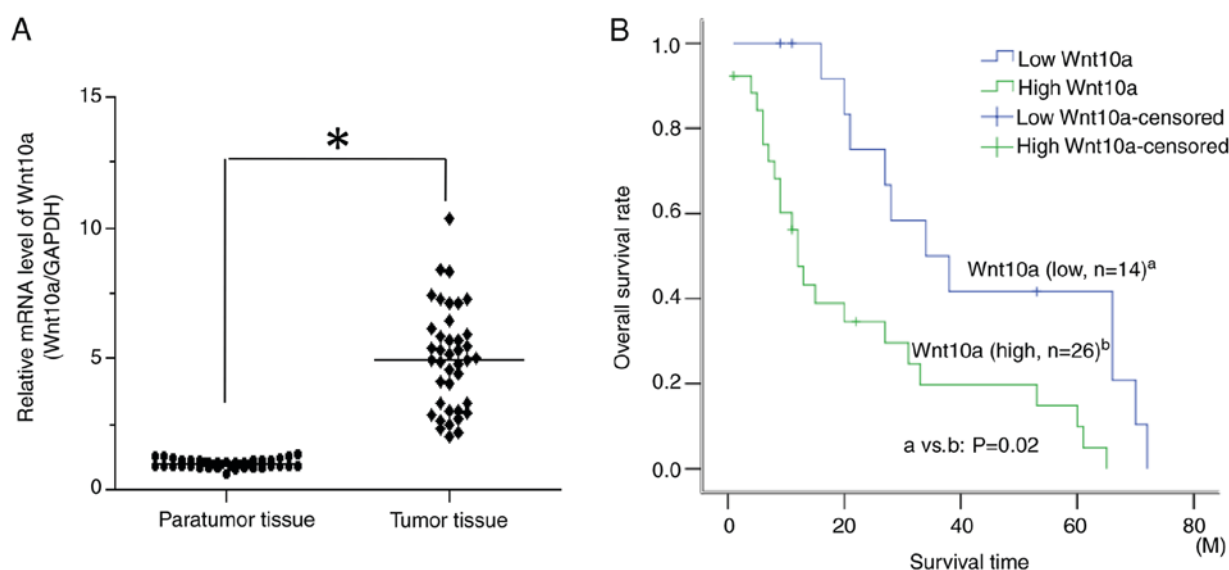 A
Relative mRNA level of Wnt10a
(Wnt10a/GAPDH)
15
10
5
0
*
Paratumor tissue
Tumor tissue
B
Overall survival rate
1.0
0.8
0.6
0.4
0.2
0.0
Low Wnt10a
High Wnt10a
Low Wnt10a-censored
High Wnt10a-censored
Wnt10a (low, n=14)a
Wnt10a (high, n=26)b
a vs.b: P=0.02
0 20 40 60 80
(M)
Survival time